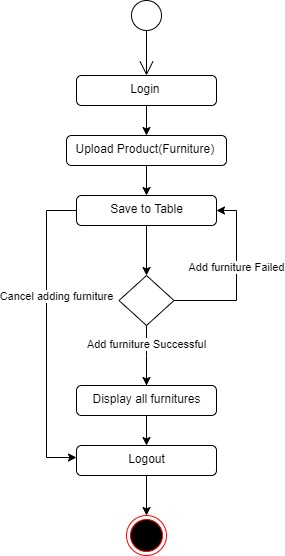 Login
Upload Product(Furniture)
Save to Table
Add furniture Failed
Cancel adding furniture
Add furniture Successful
Display all furnitures
Logout